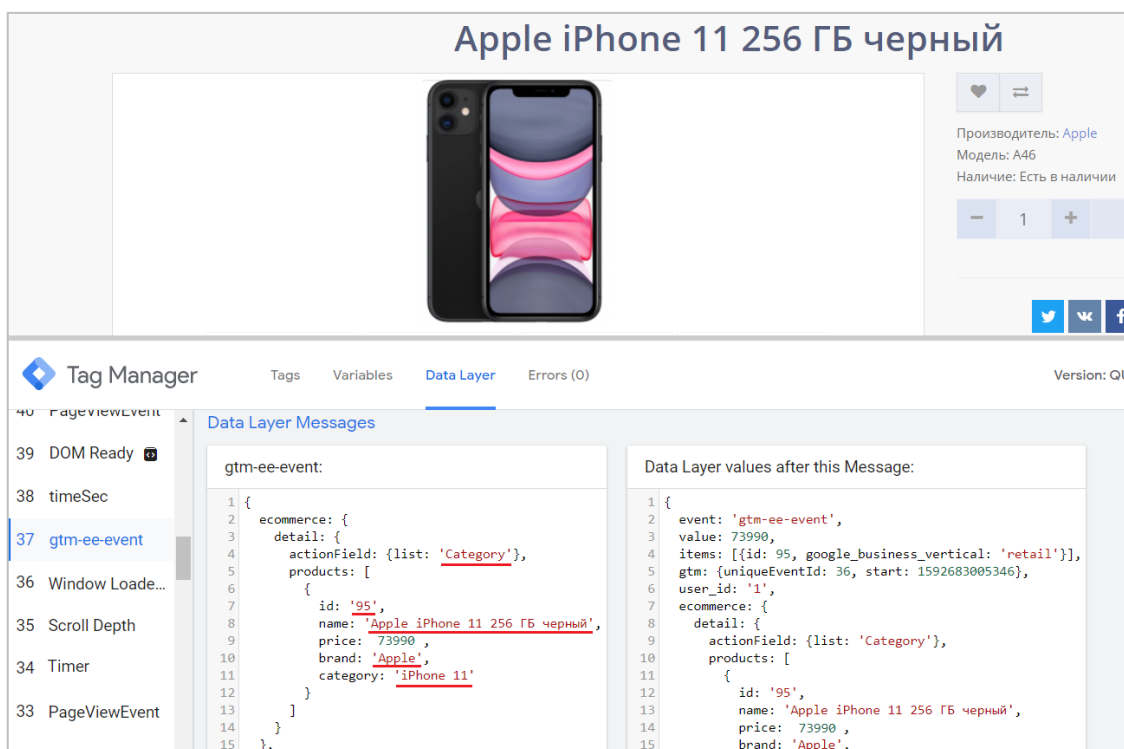 Apple iPhone 11 256 ГБ черный
Производитель: Apple
Модель: A46
Наличие: Есть в наличии
− 1 +
Tag Manager
Tags Variables Data Layer Errors (0)
Version: QU
40 PageViewEvent
39 DOM Ready
38 timeSec
37 gtm-ee-event
36 Window Loade...
35 Scroll Depth
34 Timer
33 PageViewEvent
Data Layer Messages
gtm-ee-event:
1 {
2 ecommerce: {
3 detail: {
4 actionField: {list: 'Category'},
5 products: [
6 {
7 id: '95',
8 name: 'Apple iPhone 11 256 ГБ черный',
9 price: 73990 ,
10 brand: 'Apple',
11 category: 'iPhone 11'
12 }
13 ]
14 }
15 },
Data Layer values after this Message:
1 {
2 event: 'gtm-ee-event',
3 value: 73990,
4 items: [{id: 95, google_business_vertical: 'retail'}],
5 gtm: {uniqueEventId: 36, start: 1592683005346},
6 user_id: '1',
7 ecommerce: {
8 detail: {
9 actionField: {list: 'Category'},
10 products: [
11 {
12 id: '95',
13 name: 'Apple iPhone 11 256 ГБ черный',
14 price: 73990 ,
15 brand: 'Apple',